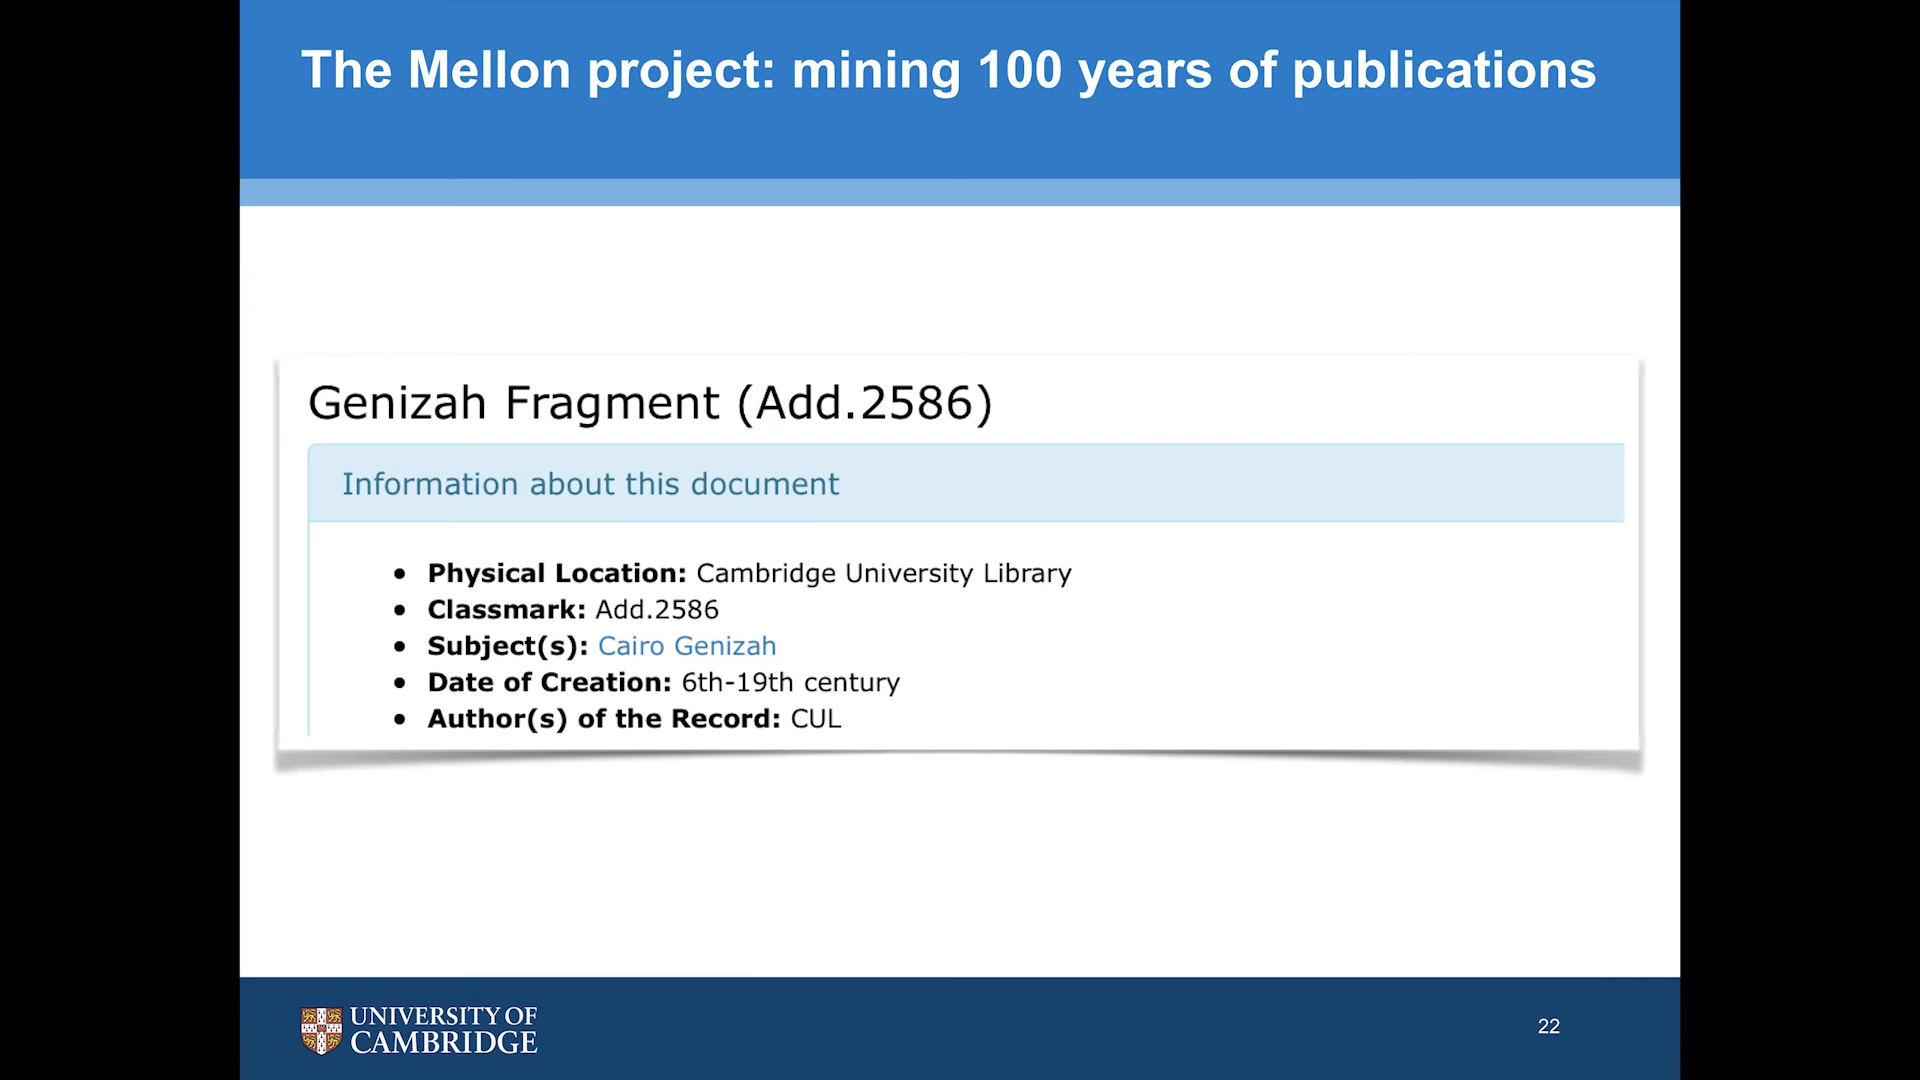 The Mellon project: mining 100 years of publications
Genizah Fragment (Add.2586)
Information about this document
• Physical Location: Cambridge University Library
• Classmark: Add.2586
• Subject(s): Cairo Genizah
• Date of Creation: 6th-19th century
• Author(s) of the Record: CUL
UNIVERSITY OF
CAMBRIDGE
22